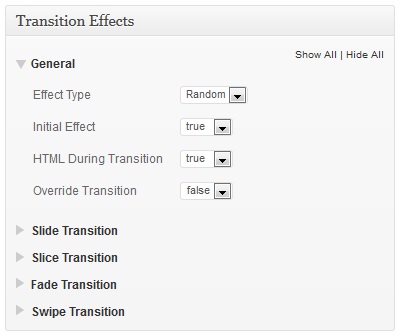 Transition Effects
Show All | Hide All
General
Effect Type Random
Initial Effect true
HTML During Transition true
Override Transition false
Slide Transition
Slice Transition
Fade Transition
Swipe Transition